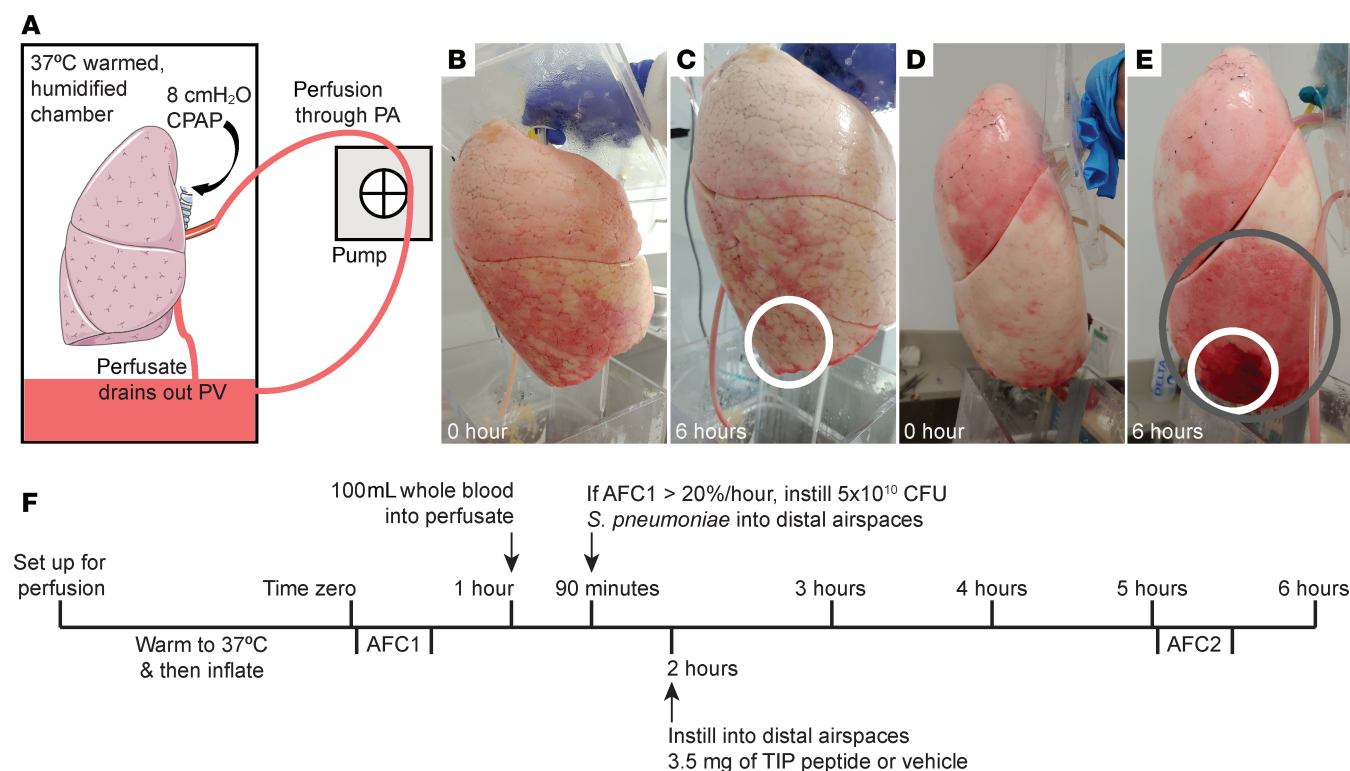 A
37ºC warmed,
humidified
chamber
8 cmH₂O
CPAP
Perfusion
through PA
Pump
Perfusate
drains out PV
B
0 hour
C
6 hours
D
0 hour
E
DELTA
6 hours
F
100mL whole blood
into perfusate
If AFC1 > 20%/hour, instill 5x10¹⁰ CFU
S. pneumoniae into distal airspaces
Set up for
perfusion
Time zero
1 hour
90 minutes
3 hours
4 hours
5 hours
6 hours
Warm to 37ºC
& then inflate
AFC1
AFC2
2 hours
Instill into distal airspaces
3.5 mg of TIP peptide or vehicle